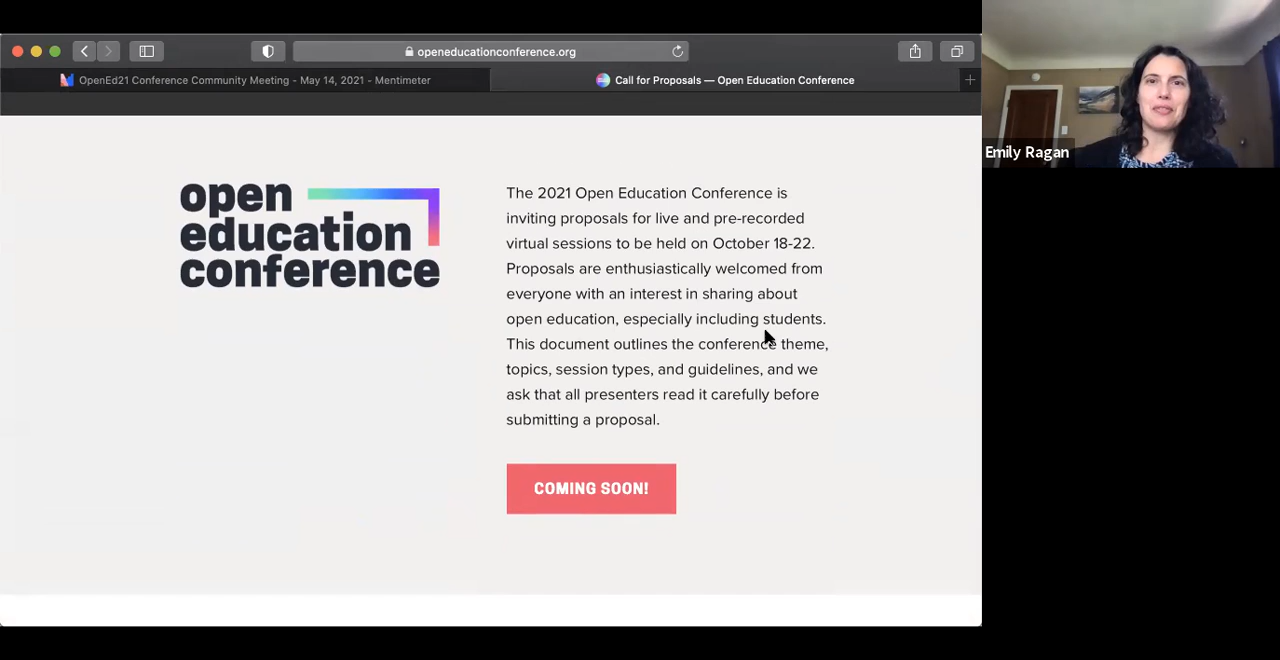 openeducationconference.org
OpenEd21 Conference Community Meeting - May 14, 2021 - Mentimeter
Call for Proposals — Open Education Conference
Emily Ragan
open
education
conference
The 2021 Open Education Conference is
inviting proposals for live and pre-recorded
virtual sessions to be held on October 18-22.
Proposals are enthusiastically welcomed from
everyone with an interest in sharing about
open education, especially including students.
This document outlines the conference theme,
topics, session types, and guidelines, and we
ask that all presenters read it carefully before
submitting a proposal.
COMING SOON!